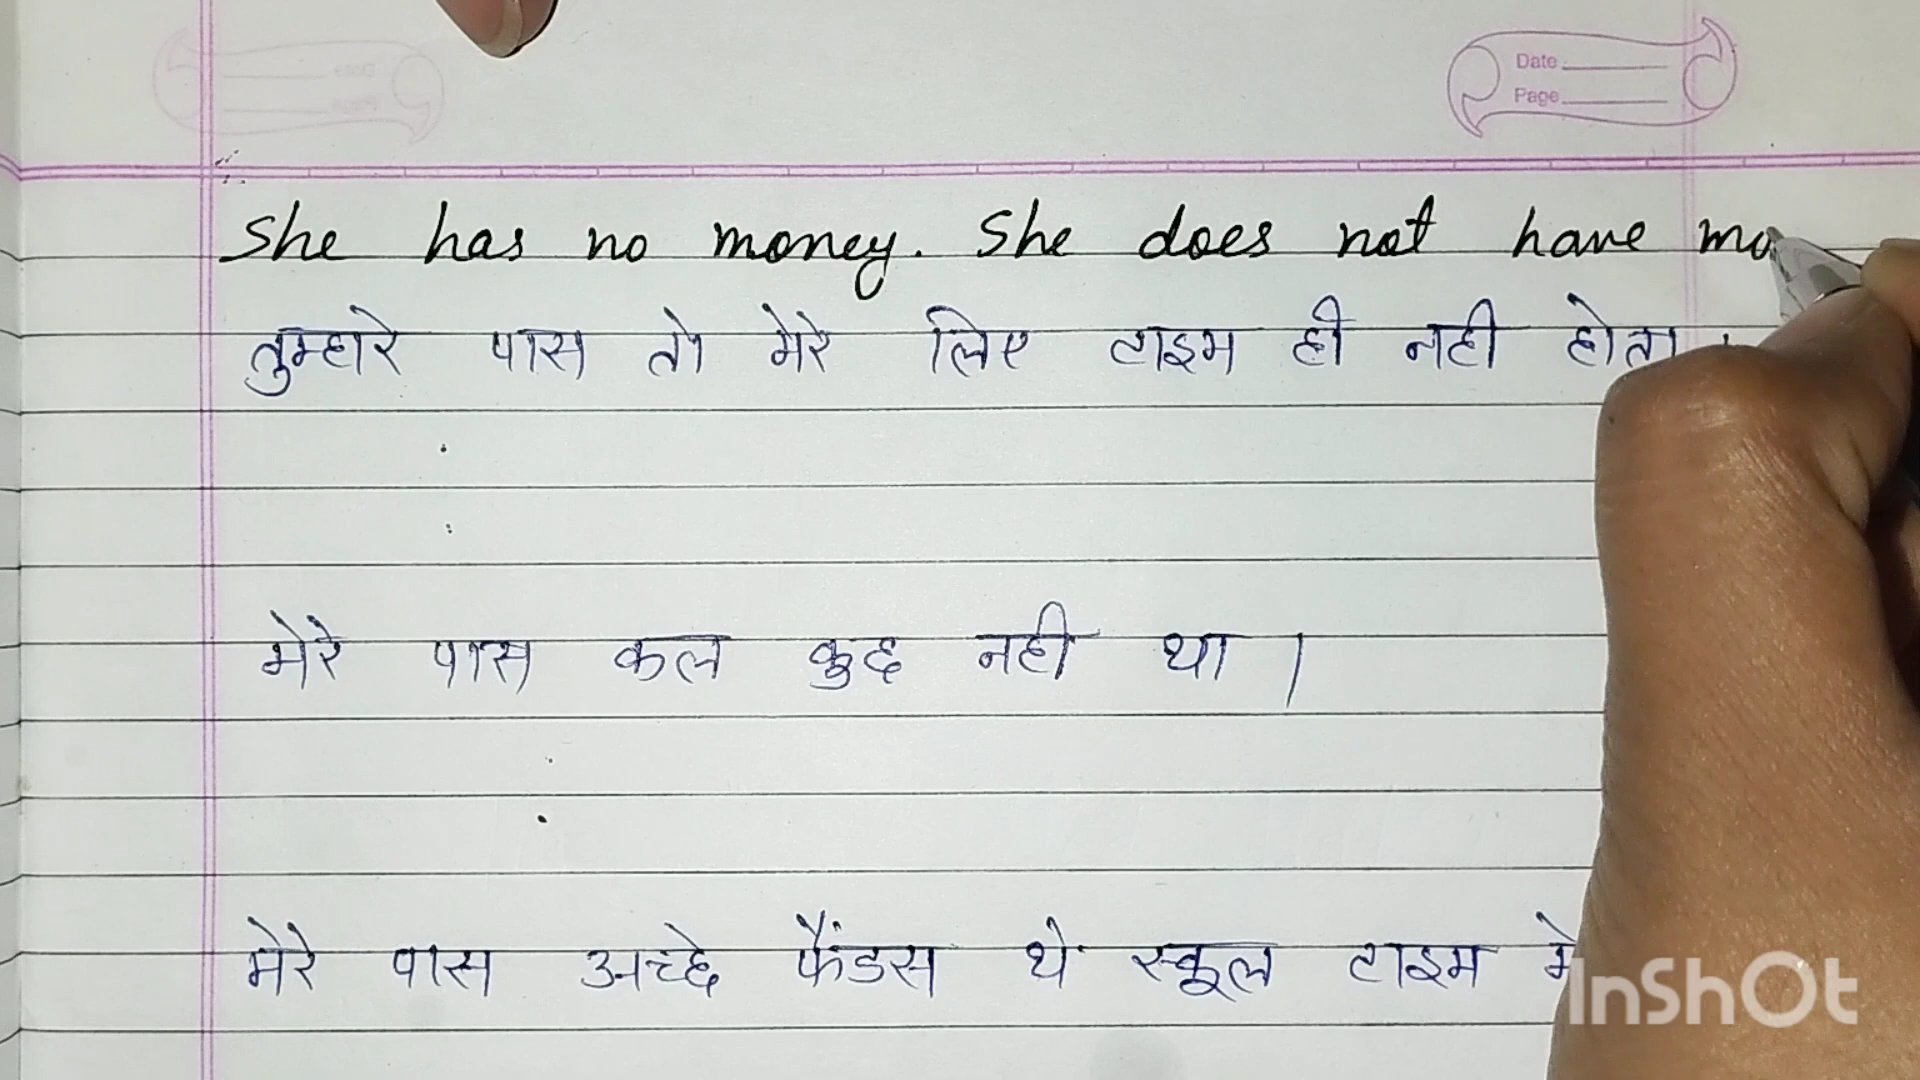 Date
Page
She has no money. She does not have mo
तुम्हारे पास तो मेरे लिए टाइम ही नही होता
मेरे पास कल कुछ नही था ।
मेरे पास अच्छे फैंडस थे स्कूल टाइम मे
InShOt